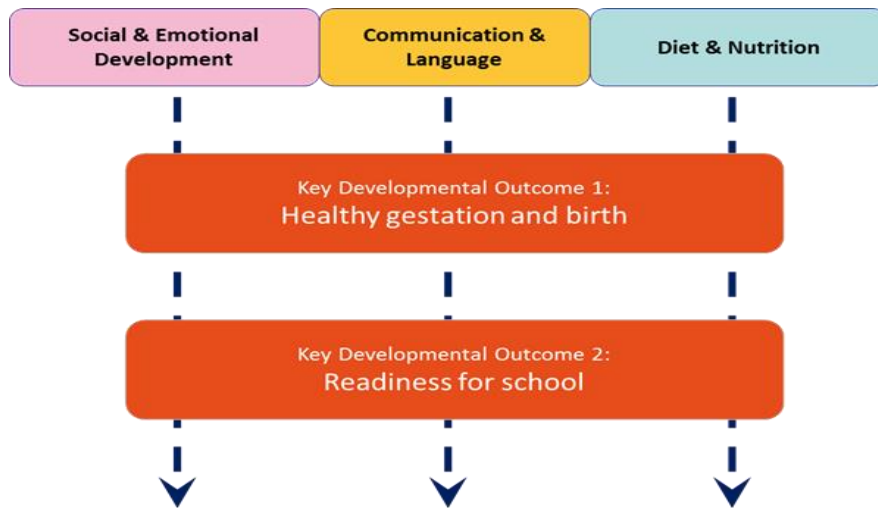 Social & Emotional
Development
Communication &
Language
Diet & Nutrition
Key Developmental Outcome 1:
Healthy gestation and birth
Key Developmental Outcome 2:
Readiness for school